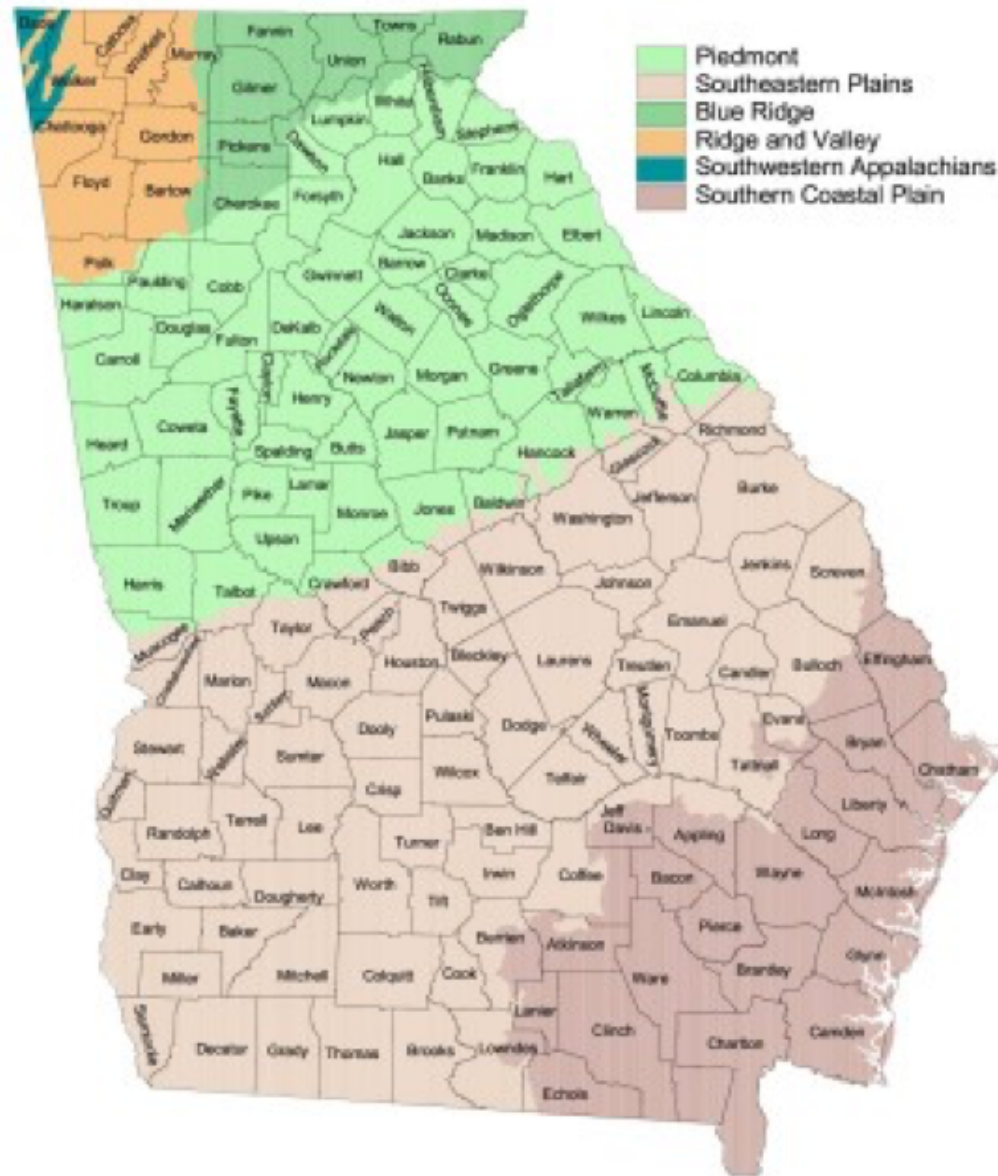 Piedmont
Southeastern Plains
Blue Ridge
Ridge and Valley
Southwestern Appalachians
Southern Coastal Plain
Dade
Catoosa
Whitfield
Murray
Fannin
Towns
Union
Rabun
Walker
Gilmer
White
Habersham
Lumpkin
Stephens
Chattooga
Gordon
Pickens
Dawson
Hall
Banks
Franklin
Hart
Floyd
Bartow
Cherokee
Forsyth
Jackson
Madison
Elbert
Polk
Paulding
Cobb
Gwinnett
Barrow
Clarke
Oconee
Oglethorpe
Wilkes
Lincoln
Haralson
Douglas
Fulton
DeKalb
Rockdale
Walton
Carroll
Clayton
Newton
Morgan
Greene
Taliaferro
McDuffie
Columbia
Henry
Fayette
Coweta
Heard
Spalding
Butts
Jasper
Putnam
Hancock
Warren
Glascock
Richmond
Troup
Meriwether
Pike
Lamar
Monroe
Jones
Baldwin
Washington
Jefferson
Burke
Upson
Harris
Talbot
Crawford
Bibb
Wilkinson
Johnson
Jenkins
Screven
Muscogee
Chattahoochee
Taylor
Peach
Twiggs
Emanuel
Marion
Macon
Houston
Bleckley
Laurens
Treutlen
Candler
Bulloch
Effingham
Schley
Stewart
Webster
Sumter
Dooly
Pulaski
Dodge
Wheeler
Montgomery
Toombs
Evans
Tattnall
Bryan
Chatham
Quitman
Crisp
Wilcox
Telfair
Liberty
Long
Randolph
Terrell
Lee
Turner
Ben Hill
Jeff
Davis
Appling
Clay
Calhoun
Dougherty
Worth
Tift
Irwin
Coffee
Bacon
Wayne
McIntosh
Early
Baker
Berrien
Atkinson
Pierce
Miller
Mitchell
Colquitt
Cook
Ware
Brantley
Glynn
Seminole
Decatur
Grady
Thomas
Brooks
Lowndes
Lanier
Clinch
Charlton
Camden
Echols